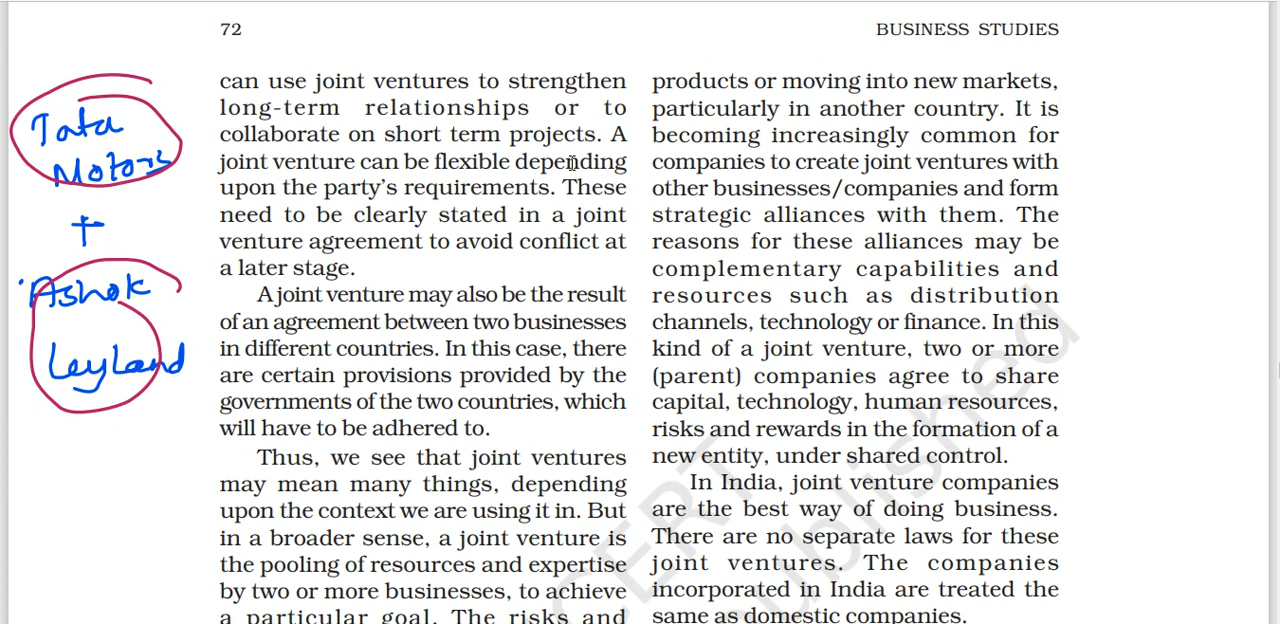 72
BUSINESS STUDIES
Tata
Motors
+
Ashok
Leyland
can use joint ventures to strengthen
long-term relationships or to
collaborate on short term projects. A
joint venture can be flexible depending
upon the party's requirements. These
need to be clearly stated in a joint
venture agreement to avoid conflict at
a later stage.
A joint venture may also be the result
of an agreement between two businesses
in different countries. In this case, there
are certain provisions provided by the
governments of the two countries, which
will have to be adhered to.
Thus, we see that joint ventures
may mean many things, depending
upon the context we are using it in. But
in a broader sense, a joint venture is
the pooling of resources and expertise
by two or more businesses, to achieve
a particular goal. The risks and
products or moving into new markets,
particularly in another country. It is
becoming increasingly common for
companies to create joint ventures with
other businesses/companies and form
strategic alliances with them. The
reasons for these alliances may be
complementary capabilities and
resources such as distribution
channels, technology or finance. In this
kind of a joint venture, two or more
(parent) companies agree to share
capital, technology, human resources,
risks and rewards in the formation of a
new entity, under shared control.
In India, joint venture companies
are the best way of doing business.
There are no separate laws for these
joint ventures. The companies
incorporated in India are treated the
same as domestic companies.